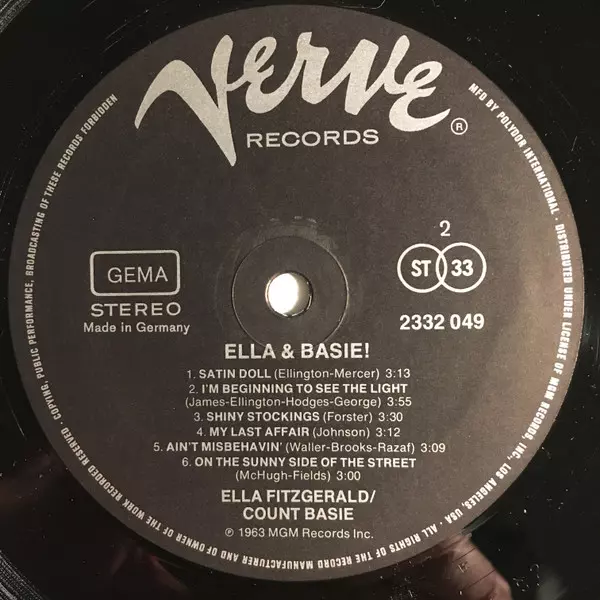 Verve
RECORDS ®
2
GEMA
STEREO
Made in Germany
ST 33
2332 049
ELLA & BASIE!
1. SATIN DOLL (Ellington-Mercer) 3:13
2. I'M BEGINNING TO SEE THE LIGHT
(James-Ellington-Hodges-George) 3:55
3. SHINY STOCKINGS (Forster) 3:30
4. MY LAST AFFAIR (Johnson) 3:12
5. AIN'T MISBEHAVIN' (Waller-Brooks-Razaf) 3:09
6. ON THE SUNNY SIDE OF THE STREET
(McHugh-Fields) 3:00
ELLA FITZGERALD/
COUNT BASIE
℗ 1963 MGM Records Inc.
MFD BY POLYDOR INTERNATIONAL · DISTRIBUTED UNDER LICENSE OF MGM RECORDS, INC. LOS ANGELES, USA · ALL RIGHTS OF THE RECORD MANUFACTURING AND OF OWNER OF THE WORK RECORDED RESERVED · COPYING, PUBLIC PERFORMANCE, BROADCASTING OF THESE RECORDS FORBIDDEN